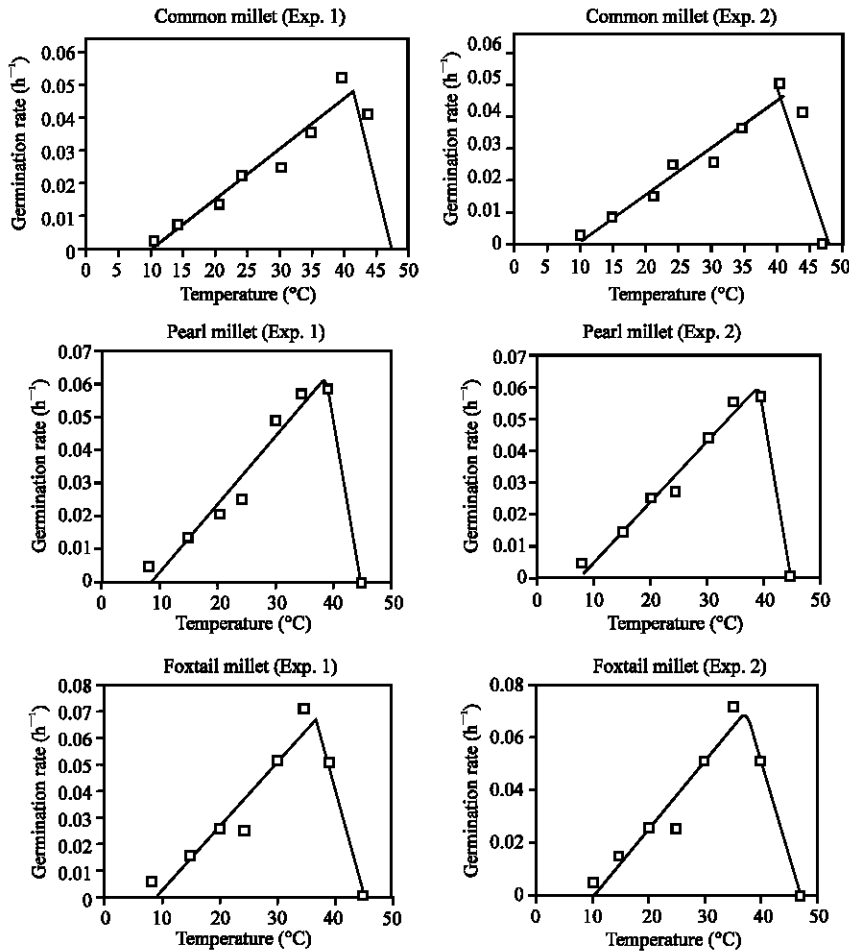 Common millet (Exp. 1)
Germination rate (h⁻¹)
0.06
0.05
0.04
0.03
0.02
0.01
0
0 5 10 15 20 25 30 35 40 45 50
Temperature (°C)
Common millet (Exp. 2)
Germination rate (h⁻¹)
0.06
0.05
0.04
0.03
0.02
0.01
0
0 5 10 15 20 25 30 35 40 45 50
Temperature (°C)
Pearl millet (Exp. 1)
Germination rate (h⁻¹)
0.07
0.06
0.05
0.04
0.03
0.02
0.01
0
0 10 20 30 40 50
Temperature (°C)
Pearl millet (Exp. 2)
Germination rate (h⁻¹)
0.07
0.06
0.05
0.04
0.03
0.02
0.01
0
0 10 20 30 40 50
Temperature (°C)
Foxtail millet (Exp. 1)
Germination rate (h⁻¹)
0.08
0.07
0.06
0.05
0.04
0.03
0.02
0.01
0
0 10 20 30 40 50
Temperature (°C)
Foxtail millet (Exp. 2)
Germination rate (h⁻¹)
0.08
0.06
0.04
0.02
0
0 10 20 30 40 50
Temperature (°C)